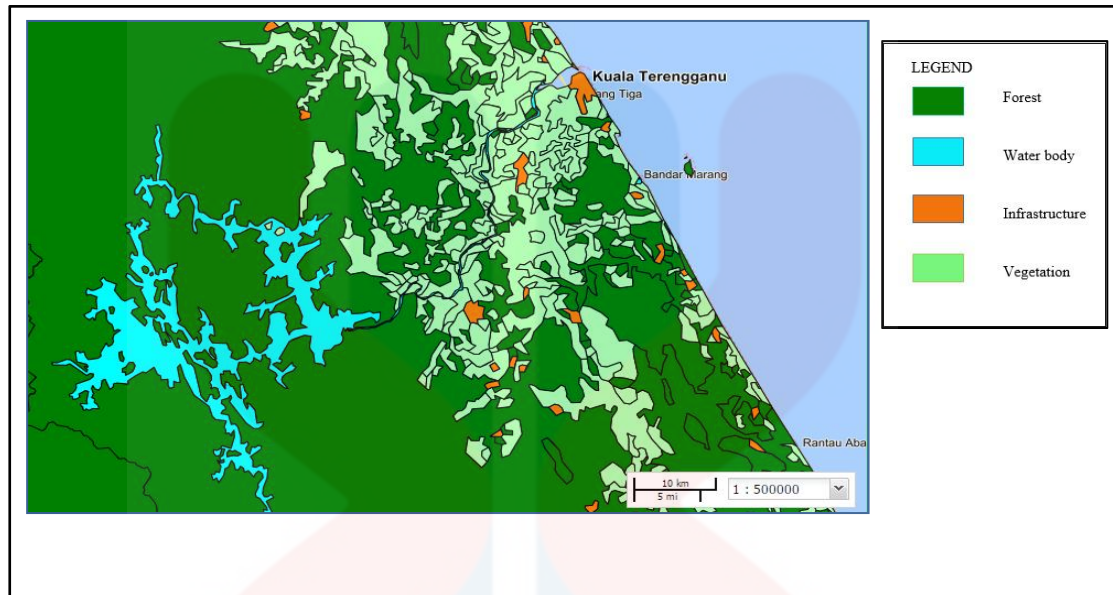 Kuala Terengganu
ang Tiga
Bandar Marang
Rantau Aba
10 km
5 mi
1 : 500000
LEGEND
Forest
Water body
Infrastructure
Vegetation